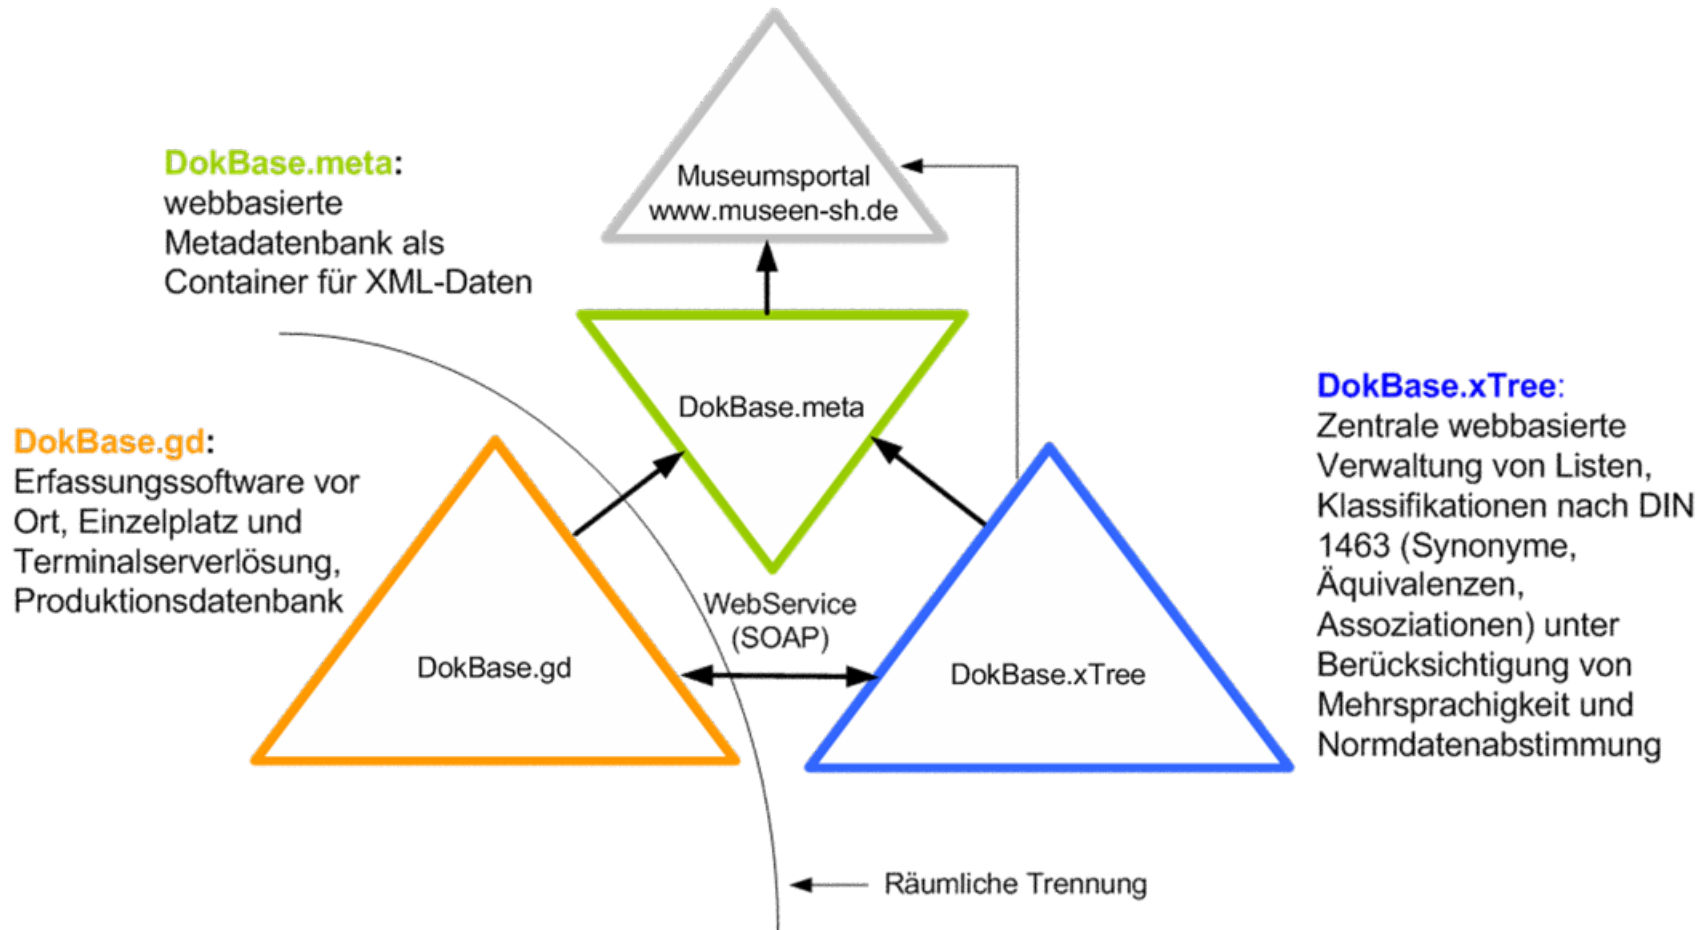 Museumsportal
www.museen-sh.de
DokBase.meta:
webbasierte
Metadatenbank als
Container für XML-Daten
DokBase.meta
DokBase.gd:
Erfassungssoftware vor
Ort, Einzelplatz und
Terminalserverlösung,
Produktionsdatenbank
DokBase.gd
WebService
(SOAP)
DokBase.xTree
DokBase.xTree:
Zentrale webbasierte
Verwaltung von Listen,
Klassifikationen nach DIN
1463 (Synonyme,
Äquivalenzen,
Assoziationen) unter
Berücksichtigung von
Mehrsprachigkeit und
Normdatenabstimmung
Räumliche Trennung